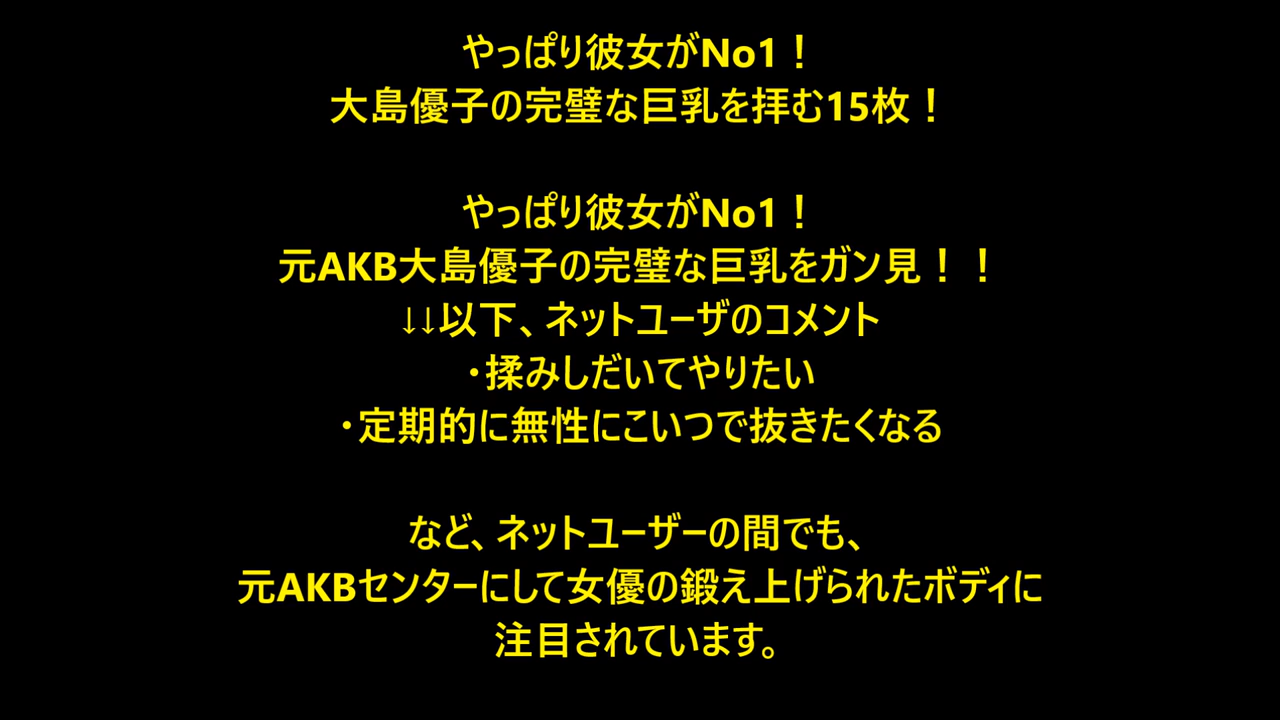 やっぱり彼女がNo1！
大島優子の完璧な巨乳を拝む15枚！
やっぱり彼女がNo1！
元AKB大島優子の完璧な巨乳をガン見！！
↓↓以下、ネットユーザのコメント
・揉みしだいてやりたい
・定期的に無性にこいつで抜きたくなる
など、ネットユーザーの間でも、
元AKBセンターにして女優の鍛え上げられたボディに
注目されています。